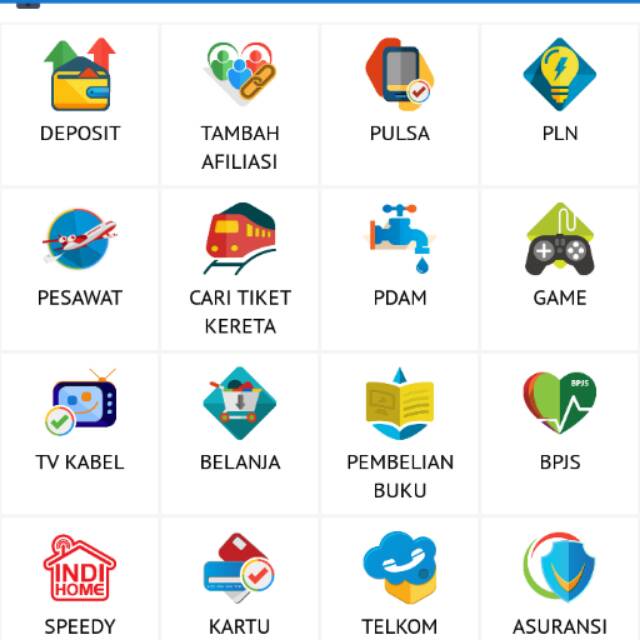 DEPOSIT
TAMBAH
AFILIASI
PULSA
PLN
PESAWAT
CARI TIKET
KERETA
PDAM
GAME
TV KABEL
BELANJA
PEMBELIAN
BUKU
BPJS
BPJS
INDI
HOME
SPEEDY
KARTU
TELKOM
ASURANSI